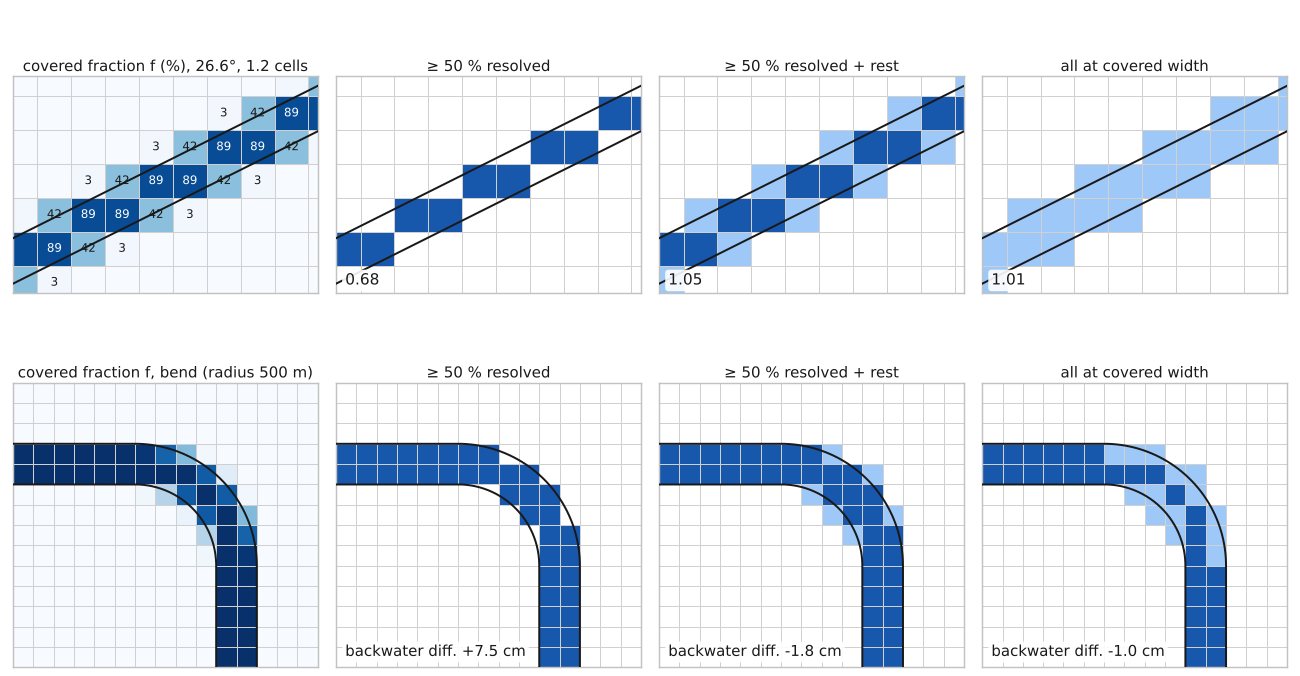 covered fraction f (%), 26.6°, 1.2 cells
≥ 50 % resolved
≥ 50 % resolved + rest
all at covered width
3 42 89
3 42 89 89 42
3 42 89 89 42 3
42 89 89 42 3
89 42 3
3
0.68
1.05
1.01
covered fraction f, bend (radius 500 m)
≥ 50 % resolved
≥ 50 % resolved + rest
all at covered width
backwater diff. +7.5 cm
backwater diff. -1.8 cm
backwater diff. -1.0 cm